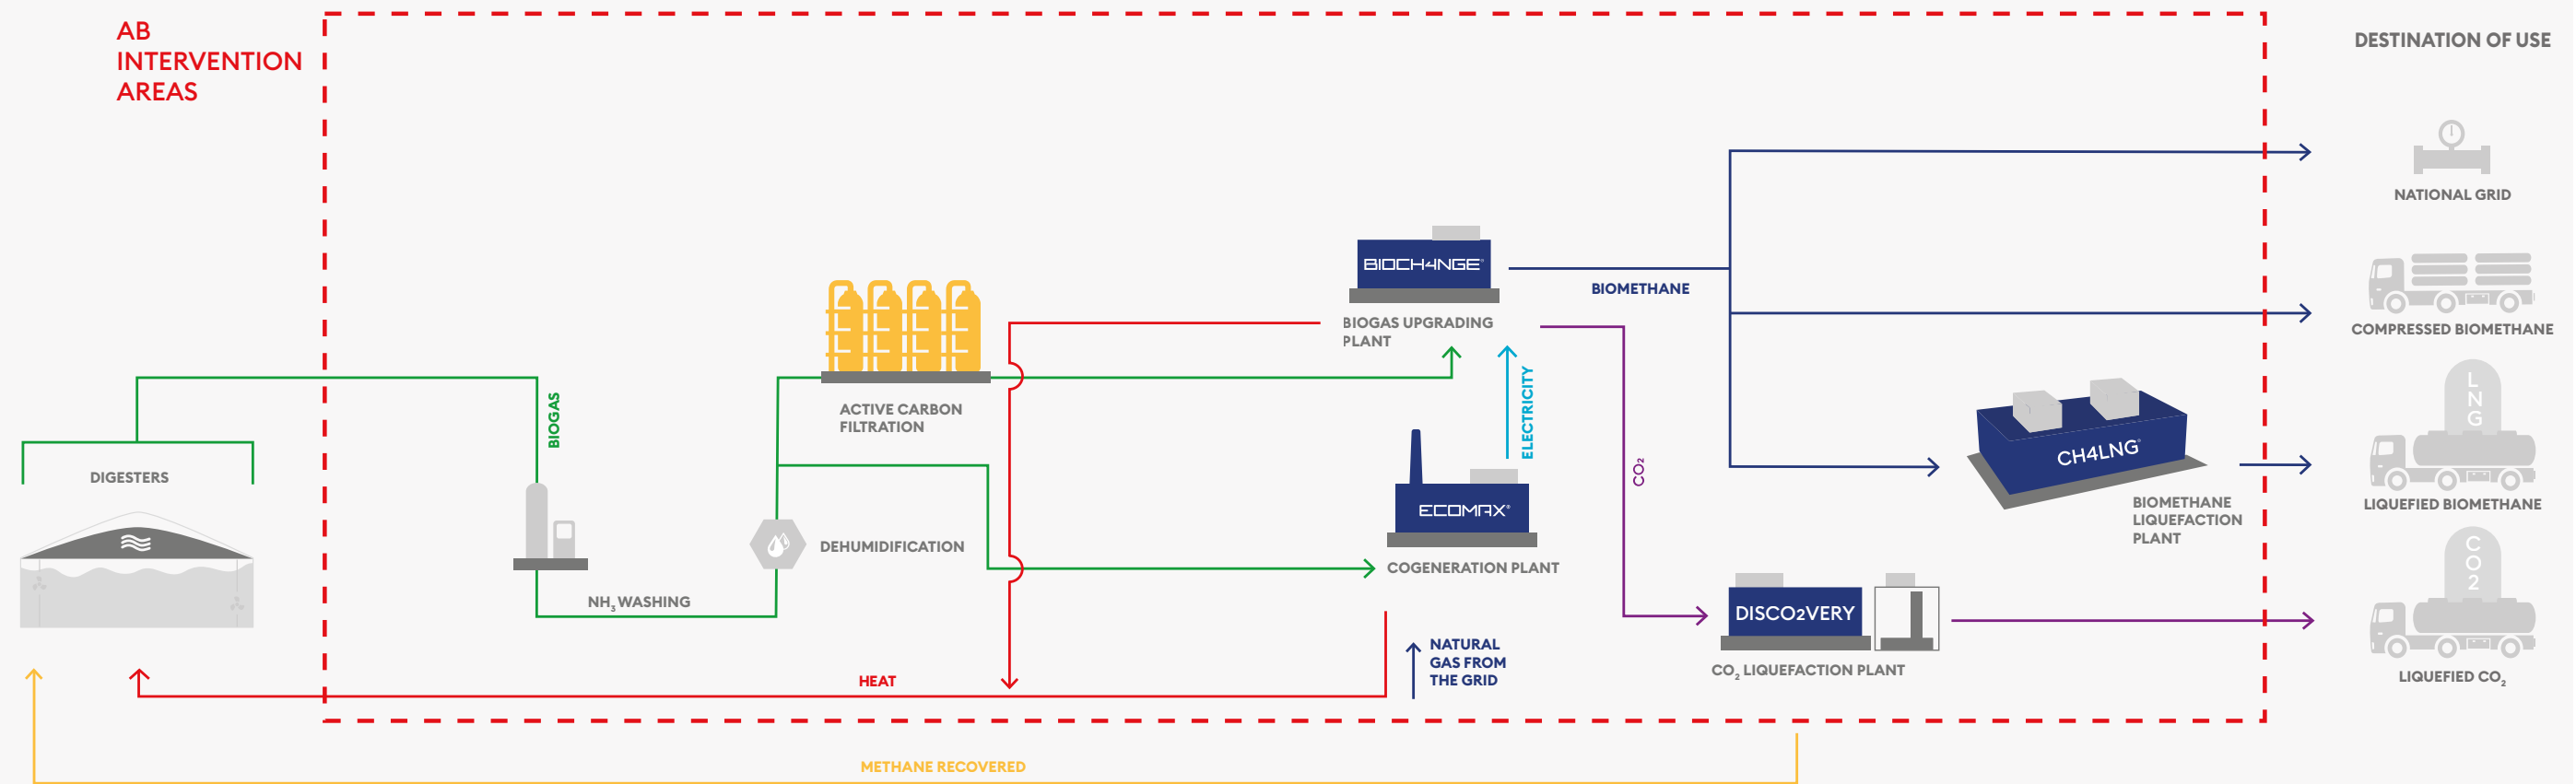 AB
INTERVENTION
AREAS
DESTINATION OF USE
NATIONAL GRID
BIOCH4NGE®
BIOMETHANE
BIOGAS UPGRADING
PLANT
COMPRESSED BIOMETHANE
ACTIVE CARBON
FILTRATION
BIOGAS
ELECTRICITY
LNG
CH4LNG®
BIOMETHANE
LIQUEFACTION
PLANT
LIQUEFIED BIOMETHANE
DIGESTERS
CO₂
ECOMAX®
COGENERATION PLANT
DEHUMIDIFICATION
NH₃ WASHING
CO2
DISCO2VERY
CO₂ LIQUEFACTION PLANT
LIQUEFIED CO₂
NATURAL
GAS FROM
THE GRID
HEAT
METHANE RECOVERED